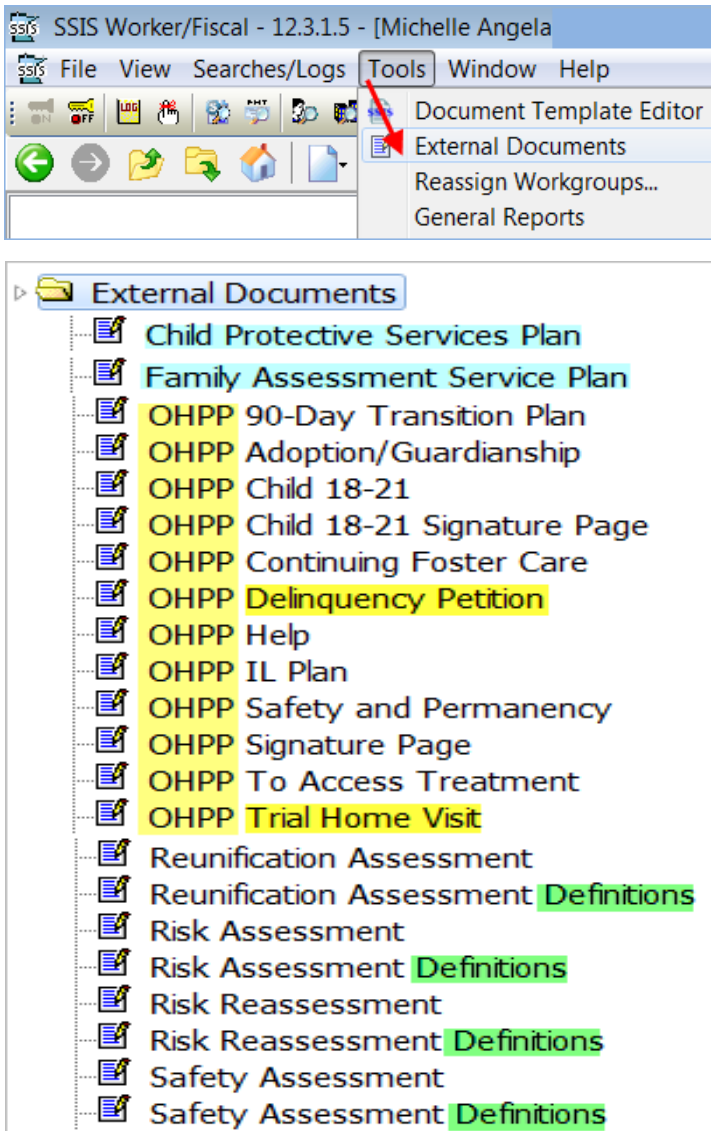 SSIS Worker/Fiscal - 12.3.1.5 - [Michelle Angela
File View Searches/Logs Tools Window Help
Document Template Editor
External Documents
Reassign Workgroups...
General Reports
External Documents
Child Protective Services Plan
Family Assessment Service Plan
OHPP 90-Day Transition Plan
OHPP Adoption/Guardianship
OHPP Child 18-21
OHPP Child 18-21 Signature Page
OHPP Continuing Foster Care
OHPP Delinquency Petition
OHPP Help
OHPP IL Plan
OHPP Safety and Permanency
OHPP Signature Page
OHPP To Access Treatment
OHPP Trial Home Visit
Reunification Assessment
Reunification Assessment Definitions
Risk Assessment
Risk Assessment Definitions
Risk Reassessment
Risk Reassessment Definitions
Safety Assessment
Safety Assessment Definitions